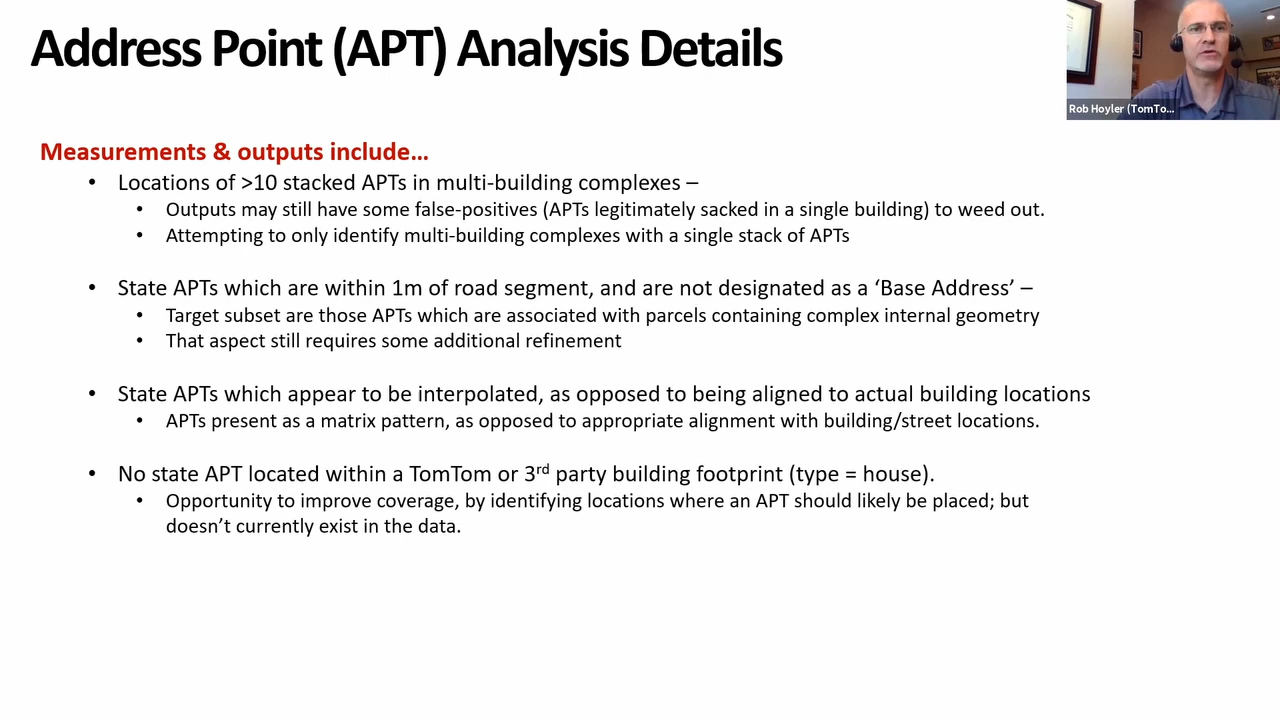 Address Point (APT) Analysis Details
Rob Hoyler (TomTo...
Measurements & outputs include…
• Locations of >10 stacked APTs in multi-building complexes –
• Outputs may still have some false-positives (APTs legitimately sacked in a single building) to weed out.
• Attempting to only identify multi-building complexes with a single stack of APTs
• State APTs which are within 1m of road segment, and are not designated as a ‘Base Address’ –
• Target subset are those APTs which are associated with parcels containing complex internal geometry
• That aspect still requires some additional refinement
• State APTs which appear to be interpolated, as opposed to being aligned to actual building locations
• APTs present as a matrix pattern, as opposed to appropriate alignment with building/street locations.
• No state APT located within a TomTom or 3rd party building footprint (type = house).
• Opportunity to improve coverage, by identifying locations where an APT should likely be placed; but
doesn’t currently exist in the data.